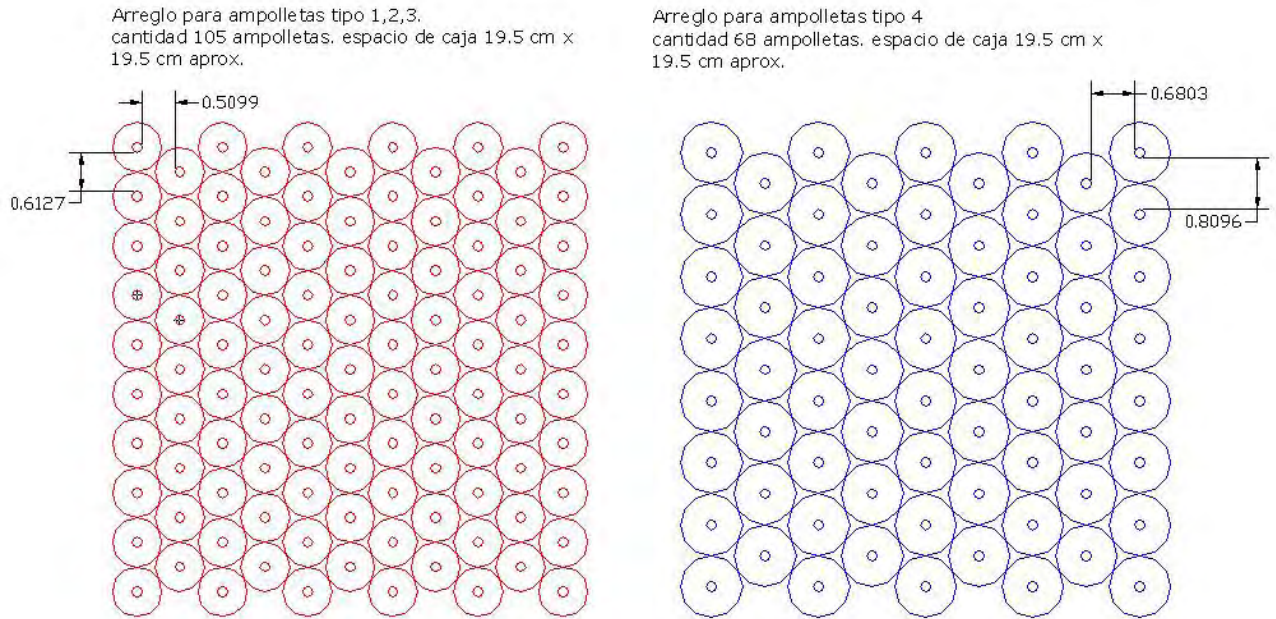 Arreglo para ampolletas tipo 1,2,3.
cantidad 105 ampolletas. espacio de caja 19.5 cm x
19.5 cm aprox.
0.5099
0.6127
Arreglo para ampolletas tipo 4
cantidad 68 ampolletas. espacio de caja 19.5 cm x
19.5 cm aprox.
0.6803
0.8096